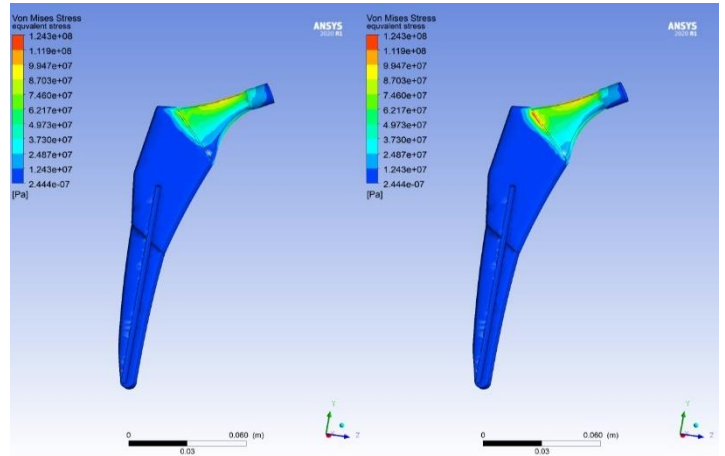 Von Mises Stress
equvalent stress
1.243e+08
1.119e+08
9.947e+07
8.703e+07
7.460e+07
6.217e+07
4.973e+07
3.730e+07
2.487e+07
1.243e+07
2.444e-07
[Pa]
ANSYS
2020 R1
Y
Z
0 0.060 (m)
0.03
Von Mises Stress
equvalent stress
1.243e+08
1.119e+08
9.947e+07
8.703e+07
7.460e+07
6.217e+07
4.973e+07
3.730e+07
2.487e+07
1.243e+07
2.444e-07
[Pa]
ANSYS
2020 R1
Y
Z
0 0.060 (m)
0.03